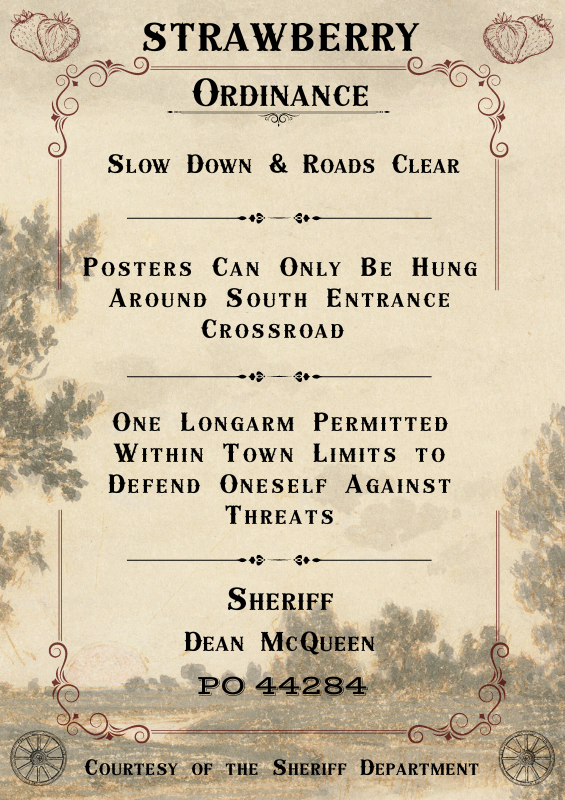 STRAWBERRY
ORDINANCE
SLOW DOWN & ROADS CLEAR
POSTERS CAN ONLY BE HUNG
AROUND SOUTH ENTRANCE
CROSSROAD
ONE LONGARM PERMITTED
WITHIN TOWN LIMITS TO
DEFEND ONESELF AGAINST
THREATS
SHERIFF
DEAN MCQUEEN
PO 44284
COURTESY OF THE SHERIFF DEPARTMENT